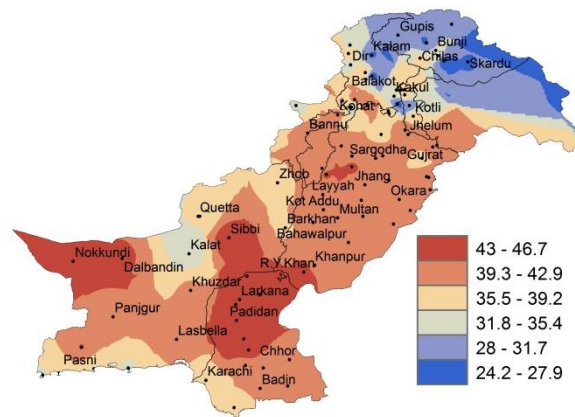 Gupis
Bunji
Kalam
Dir
Chilas
Skardu
Balakot
Kakul
Kohat
Kotli
Bannu
Jhelum
Sargodha
Gujrat
Zhob
Jhang
Layyah
Okara
Kot Addu
Quetta
Barkhan
Multan
Sibbi
Bahawalpur
Kalat
Nokkundi
R.Y.Khan
Khanpur
Dalbandin
Khuzdar
Larkana
Panjgur
Padidan
Lasbella
Chhor
Pasni
Karachi
Badin
43 - 46.7
39.3 - 42.9
35.5 - 39.2
31.8 - 35.4
28 - 31.7
24.2 - 27.9